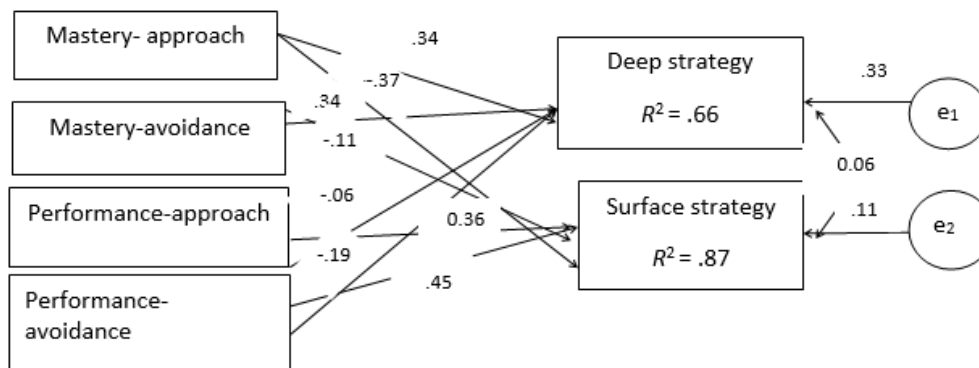 Mastery- approach
.34
Deep strategy
R² = .66
.33
e₁
--.37
.34
Mastery-avoidance
-.11
0.06
-.06
Performance-approach
0.36
Surface strategy
R² = .87
.11
e₂
-.19
.45
Performance-
avoidance